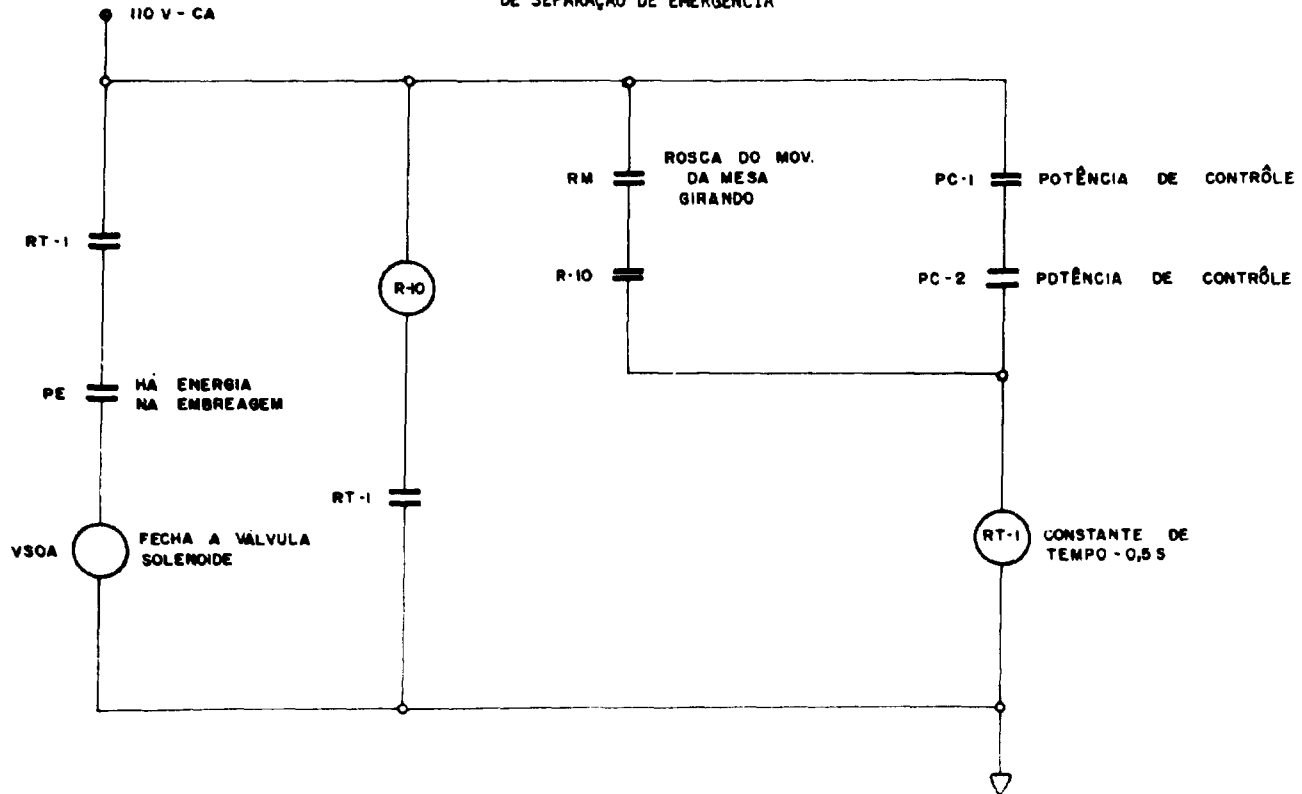 DE SEPARAÇÃO DE EMERGÊNCIA
110 V - CA
RT-1
PE
HÁ ENERGIA
NA EMBREAGEM
VSOA
FECHA A VÁLVULA
SOLENOIDE
R-10
RT-1
RM
ROSCA DO MOV.
DA MESA
GIRANDO
R-10
PC-1
POTÊNCIA DE CONTRÔLE
PC-2
POTÊNCIA DE CONTRÔLE
RT-1
CONSTANTE DE
TEMPO - 0,5 S